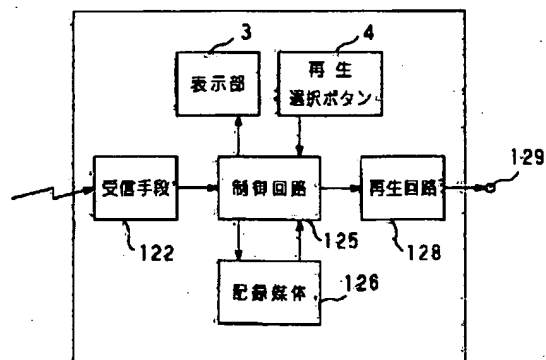 3
4
表示部
再生
選択ボタン
129
受信手段
制御回路
再生回路
122
125
128
記録媒体
126